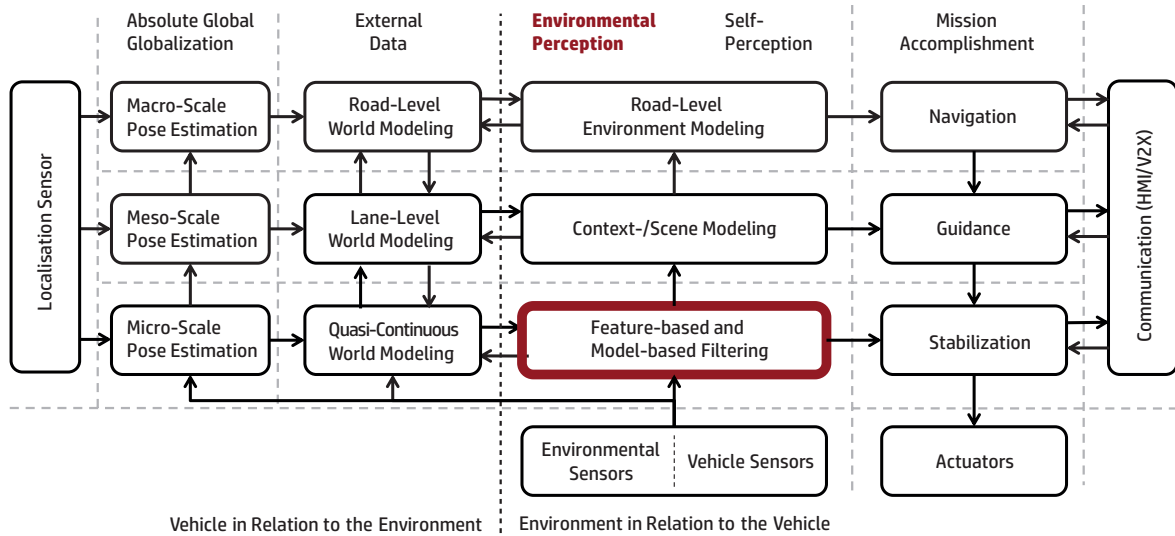 Absolute Global
Globalization
External
Data
Environmental
Perception
Self-
Perception
Mission
Accomplishment
Localisation Sensor
Macro-Scale
Pose Estimation
Road-Level
World Modeling
Road-Level
Environment Modeling
Navigation
Communication (HMI/V2X)
Meso-Scale
Pose Estimation
Lane-Level
World Modeling
Context-/Scene Modeling
Guidance
Micro-Scale
Pose Estimation
Quasi-Continuous
World Modeling
Feature-based and
Model-based Filtering
Stabilization
Environmental
Sensors
Vehicle Sensors
Actuators
Vehicle in Relation to the Environment
Environment in Relation to the Vehicle